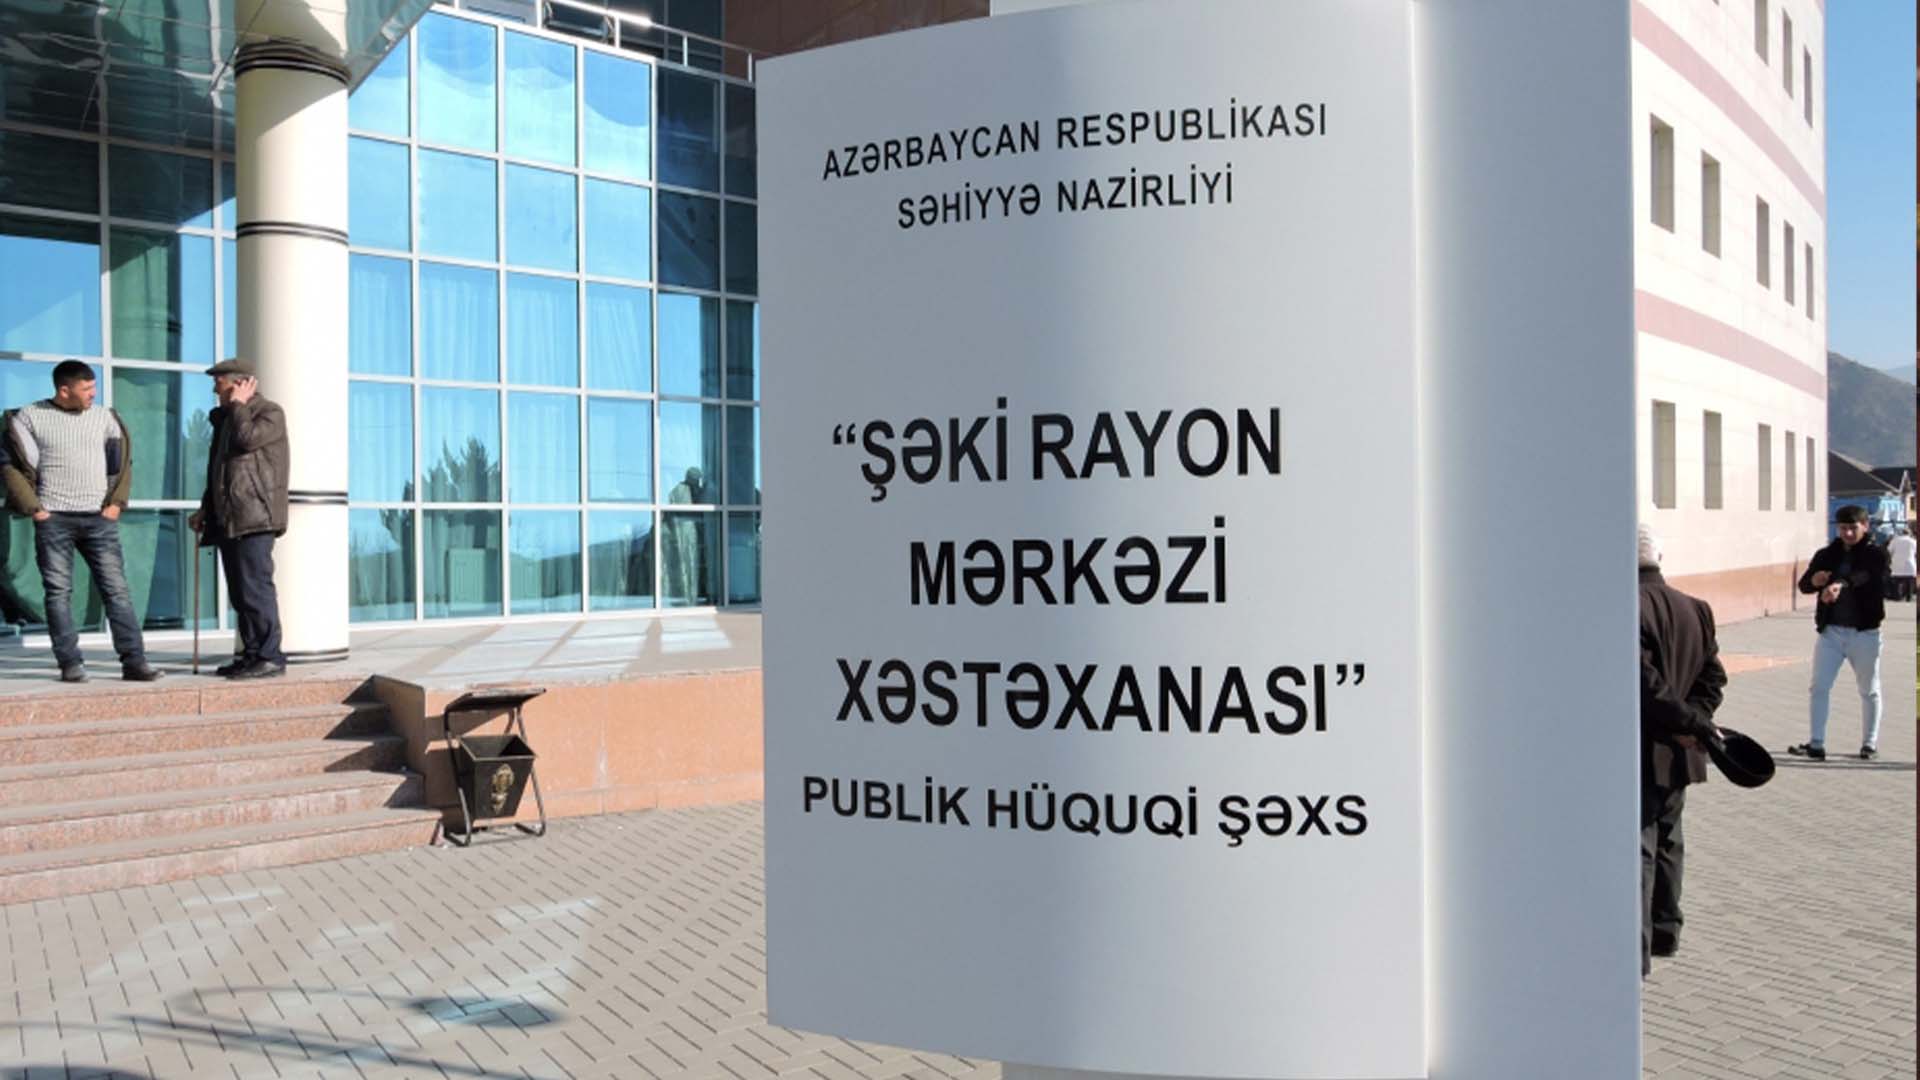 AZƏRBAYCAN RESPUBLİKASI
SƏHİYYƏ NAZİRLİYİ
“ŞƏKİ RAYON
MƏRKƏZİ
XƏSTƏXANASI”
PUBLİK HÜQUQİ ŞƏXS